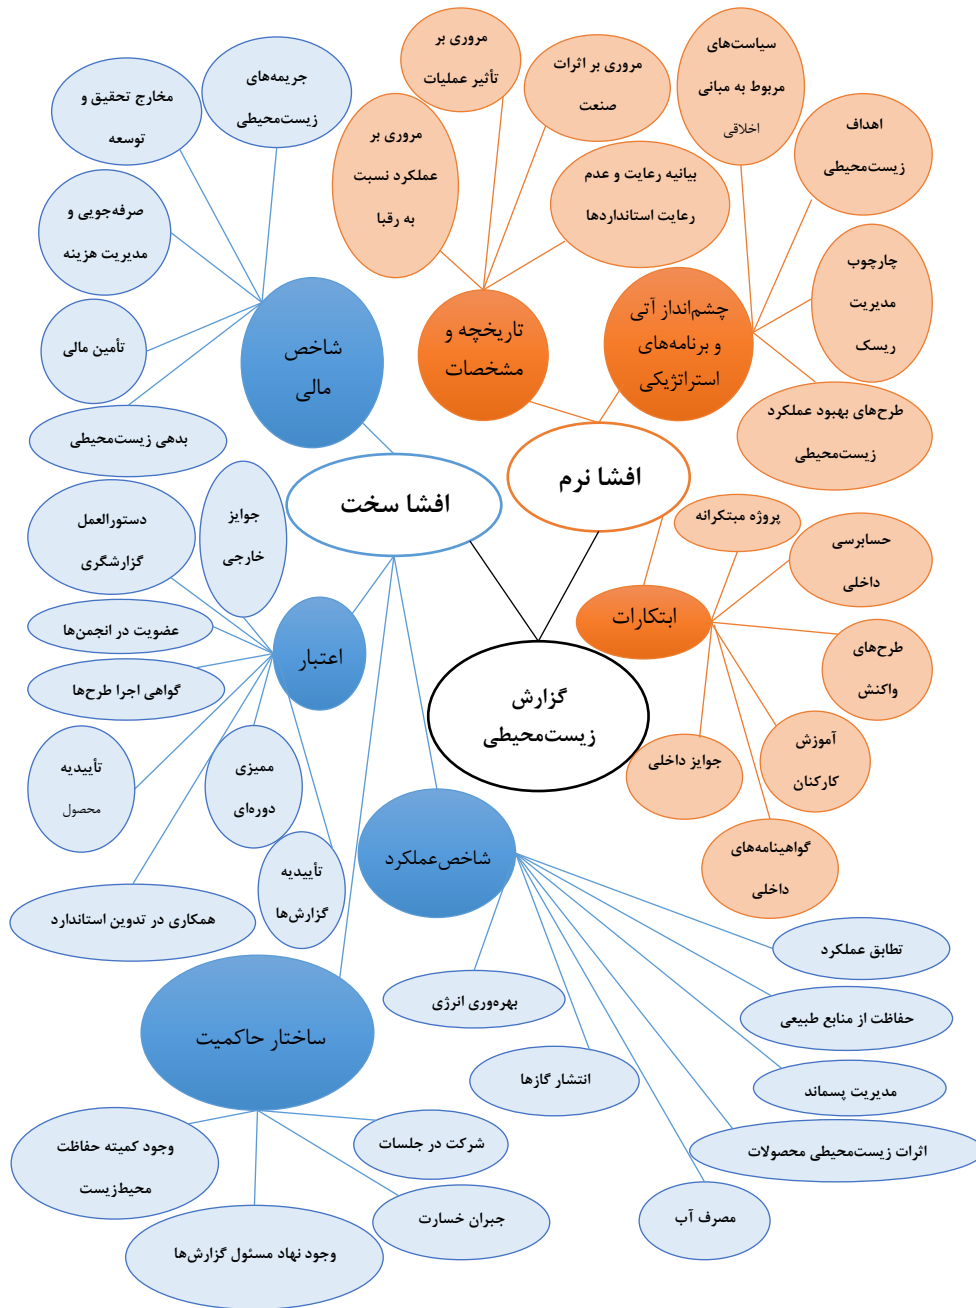 سیاست‌های
مربوط به مبانی
اخلاقی
اهداف
زیست‌محیطی
چارچوب
مدیریت
ریسک
طرح‌های بهبود عملکرد
زیست‌محیطی
چشم‌انداز آتی
و برنامه‌های
استراتژیکی
مروری بر
تأثیر عملیات
مروری بر اثرات
صنعت
مروری بر
عملکرد نسبت
به رقبا
بیانیه رعایت و عدم
رعایت استانداردها
تاریخچه و
مشخصات
جریمه‌های
زیست‌محیطی
مخارج تحقیق و
توسعه
صرفه‌جویی و
مدیریت هزینه
تأمین مالی
بدهی زیست‌محیطی
شاخص
مالی
افشا نرم
افشا سخت
گزارش
زیست‌محیطی
پروژه مبتکرانه
حسابرسی
داخلی
طرح‌های
واکنش
آموزش
کارکنان
گواهینامه‌های
داخلی
جوایز داخلی
ابتکارات
جوایز
خارجی
دستورالعمل
گزارشگری
عضویت در انجمن‌ها
گواهی اجرا طرح‌ها
تأییدیه
محصول
ممیزی
دوره‌ای
تأییدیه
گزارش‌ها
همکاری در تدوین استاندارد
اعتبار
شاخص‌عملکرد
تطابق عملکرد
حفاظت از منابع طبیعی
مدیریت پسماند
اثرات زیست‌محیطی محصولات
مصرف آب
انتشار گازها
بهره‌وری انرژی
ساختار حاکمیت
شرکت در جلسات
جبران خسارت
وجود نهاد مسئول گزارش‌ها
وجود کمیته حفاظت
محیط‌زیست